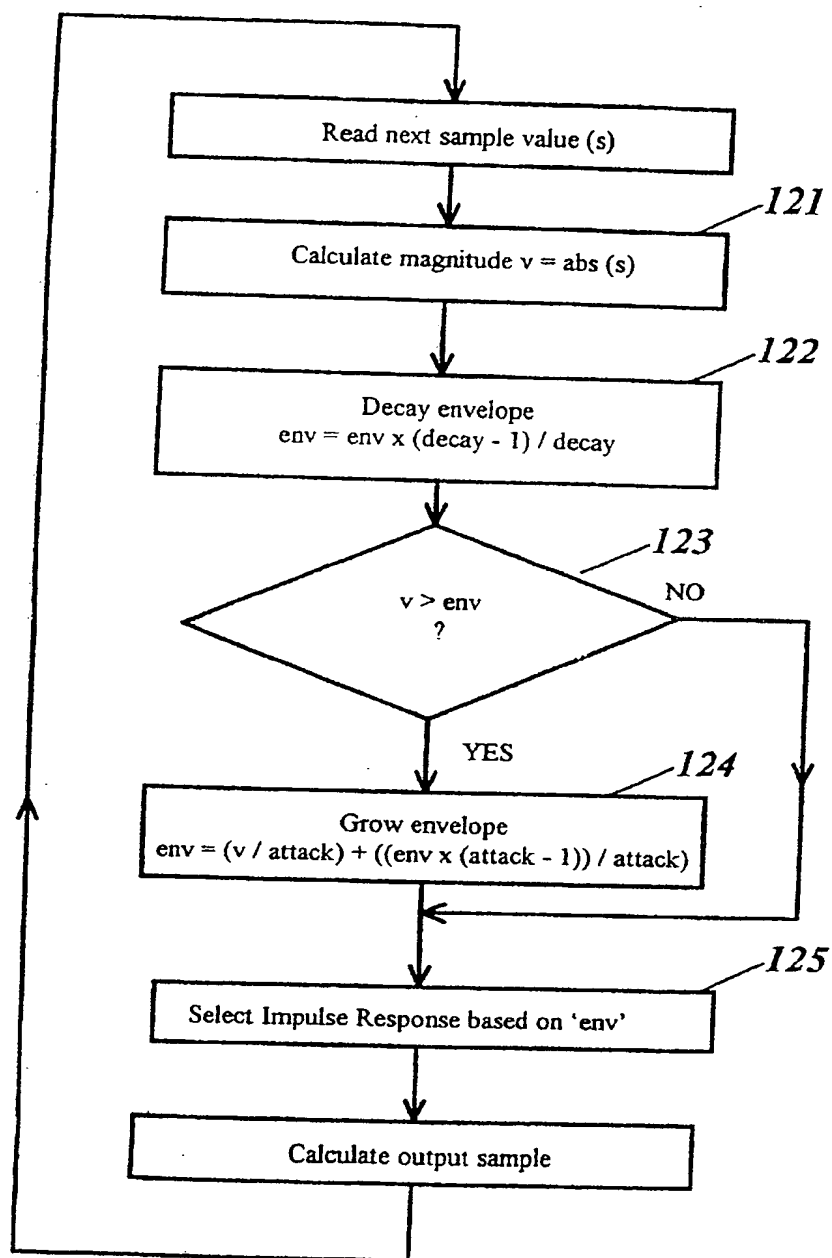 Read next sample value (s)
121
Calculate magnitude v = abs (s)
122
Decay envelope
env = env x (decay - 1) / decay
123
v > env
?
NO
YES
124
Grow envelope
env = (v / attack) + ((env x (attack - 1)) / attack)
125
Select Impulse Response based on ‘env’
Calculate output sample